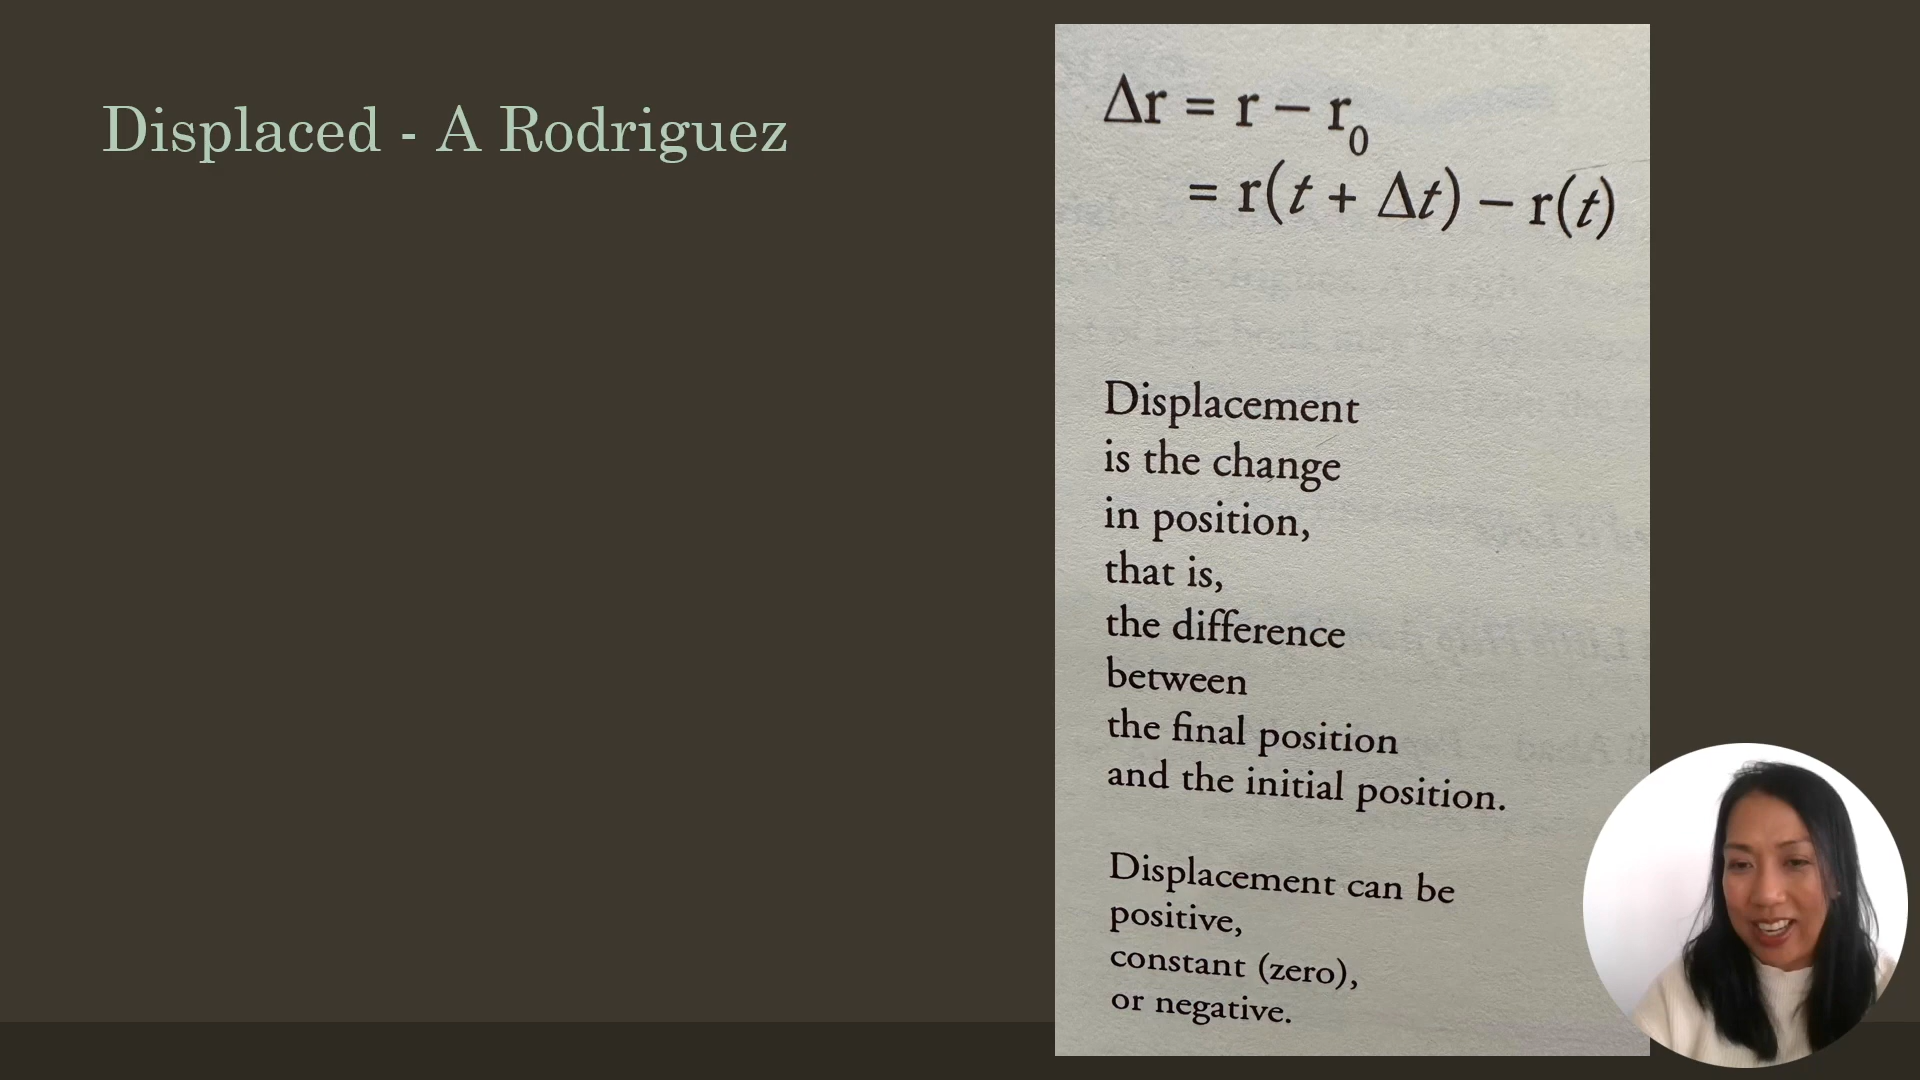 Displaced - A Rodriguez
Δr = r − r₀
= r(t + Δt) − r(t)
Displacement
is the change
in position,
that is,
the difference
between
the final position
and the initial position.
Displacement can be
positive,
constant (zero),
or negative.